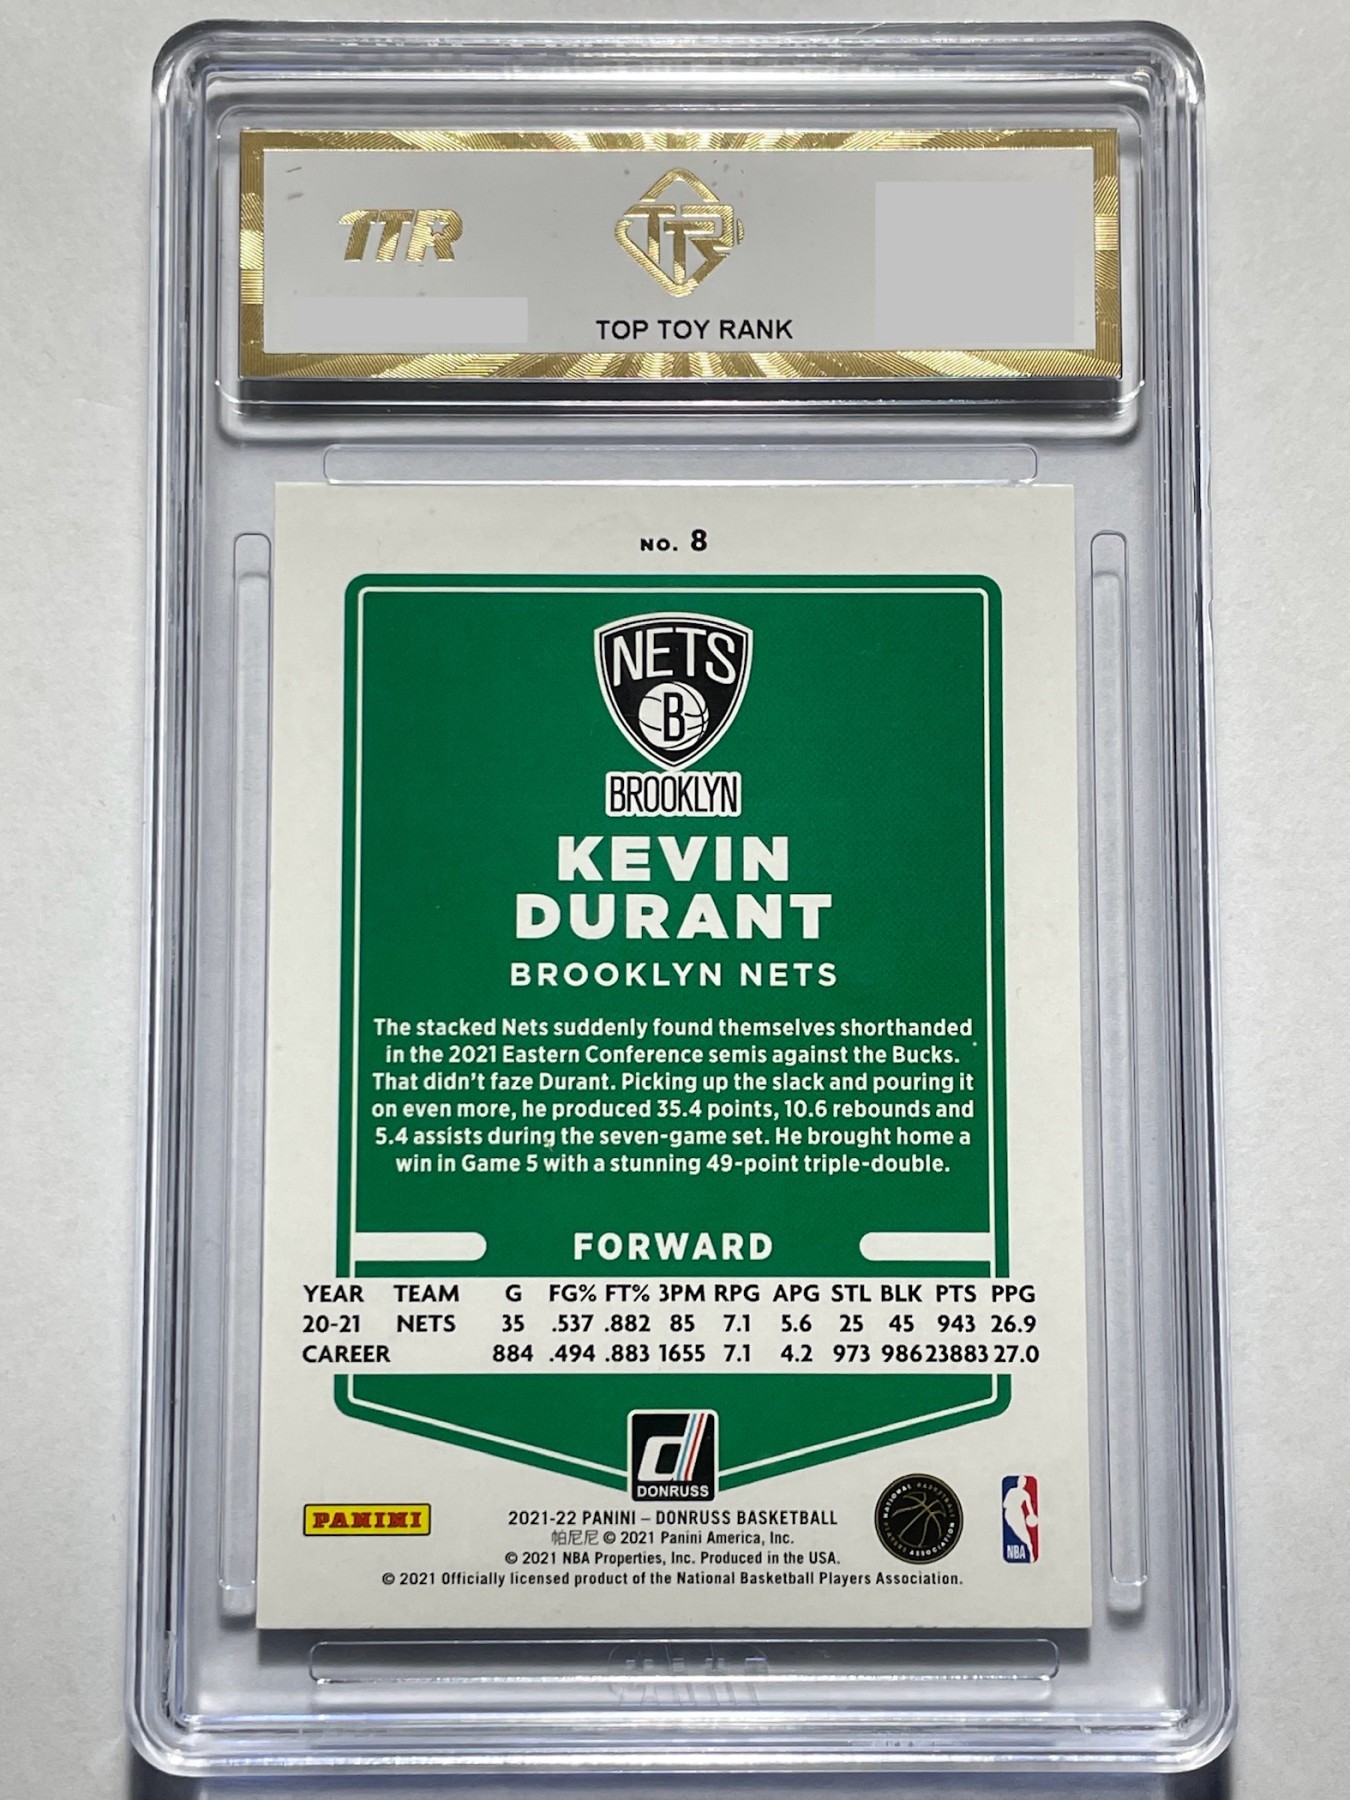 TTR
TTR
TOP TOY RANK
NO. 8
NETS
B
BROOKLYN
KEVIN
DURANT
BROOKLYN NETS
The stacked Nets suddenly found themselves shorthanded
in the 2021 Eastern Conference semis against the Bucks.
That didn't faze Durant. Picking up the slack and pouring it
on even more, he produced 35.4 points, 10.6 rebounds and
5.4 assists during the seven-game set. He brought home a
win in Game 5 with a stunning 49-point triple-double.
FORWARD
YEAR TEAM G FG% FT% 3PM RPG APG STL BLK PTS PPG
20-21 NETS 35 .537 .882 85 7.1 5.6 25 45 943 26.9
CAREER 884 .494 .883 1655 7.1 4.2 973 986 23883 27.0
d
DONRUSS
PANINI
2021-22 PANINI – DONRUSS BASKETBALL
帕尼尼 © 2021 Panini America, Inc.
© 2021 NBA Properties, Inc. Produced in the USA.
© 2021 Officially licensed product of the National Basketball Players Association.
NATIONAL BASKETBALL PLAYERS ASSOCIATION
NBA